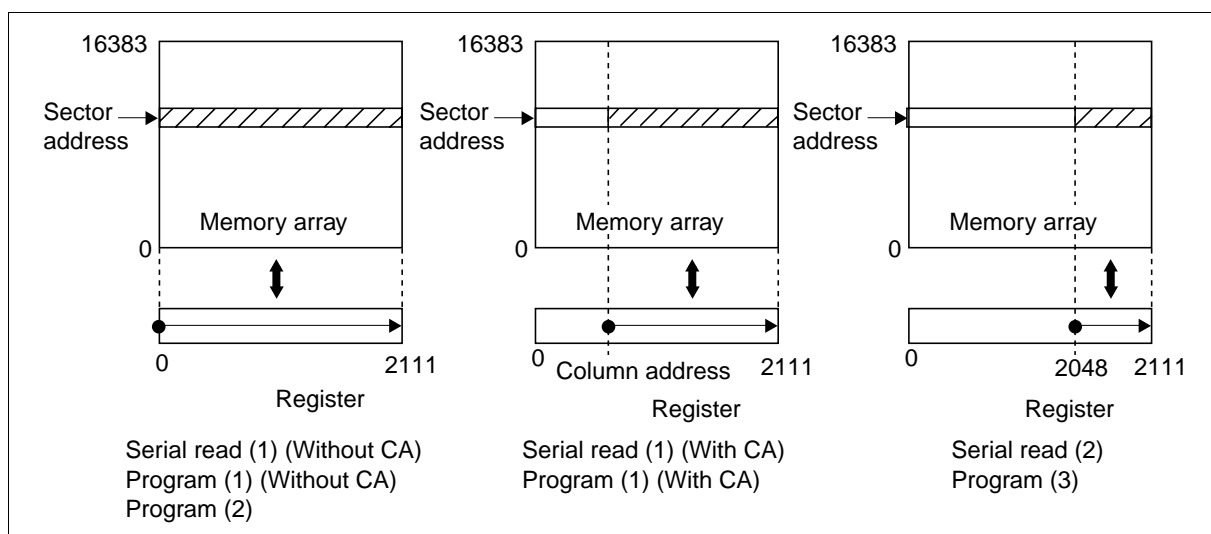 16383
Sector
address
Memory array
0
0
2111
Register
Serial read (1) (Without CA)
Program (1) (Without CA)
Program (2)
16383
Sector
address
Memory array
0
0
Column address
2111
Register
Serial read (1) (With CA)
Program (1) (With CA)
16383
Sector
address
Memory array
0
0
2048
2111
Register
Serial read (2)
Program (3)